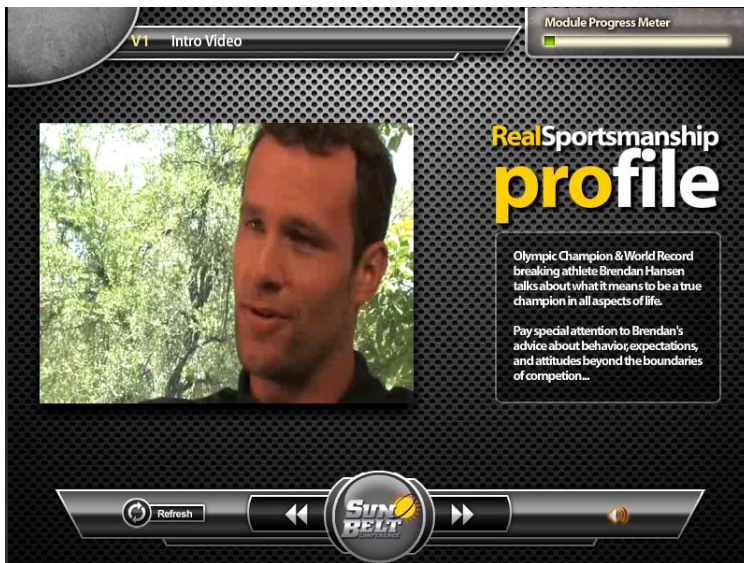 V1 Intro Video
Module Progress Meter
RealSportsmanship
profile
Olympic Champion & World Record
breaking athlete Brendan Hansen
talks about what it means to be a true
champion in all aspects of life.
Pay special attention to Brendan's
advice about behavior, expectations,
and attitudes beyond the boundaries
of competion...
Refresh
SUN
BELT
CONFERENCE